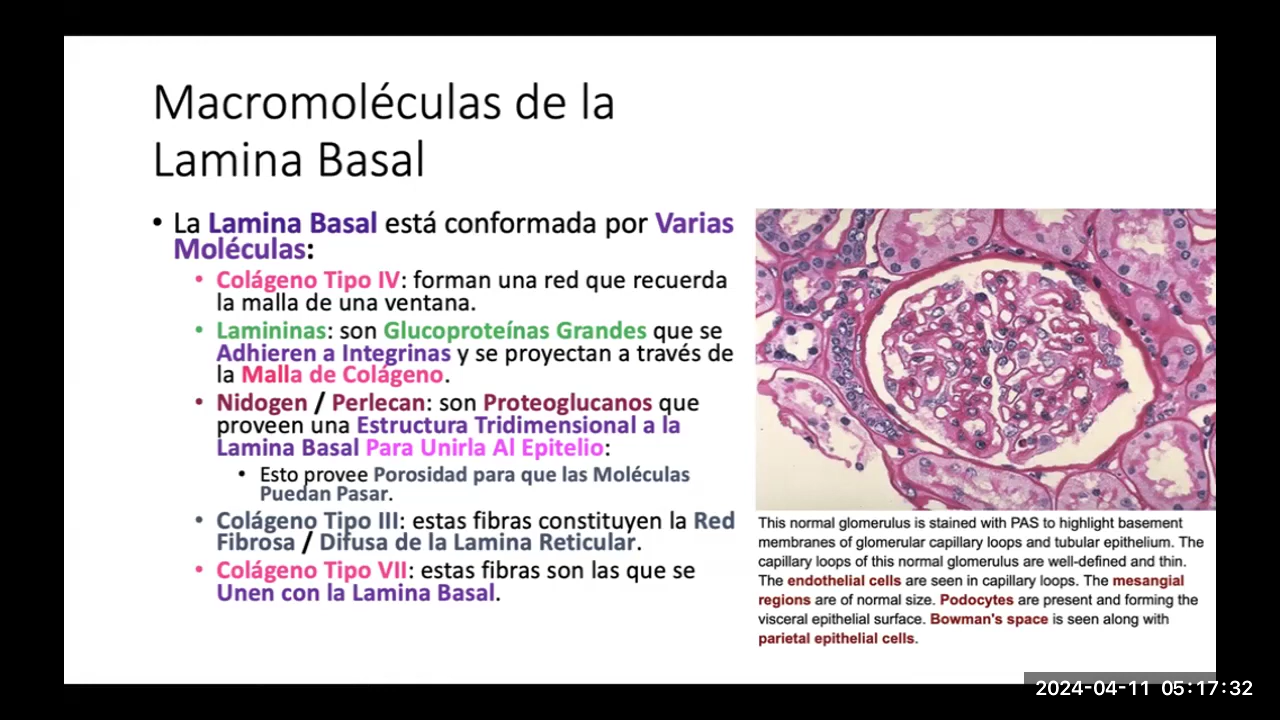 Macromoléculas de la
Lamina Basal
• La Lamina Basal está conformada por Varias
Moléculas:
• Colágeno Tipo IV: forman una red que recuerda
la malla de una ventana.
• Lamininas: son Glucoproteínas Grandes que se
Adhieren a Integrinas y se proyectan a través de
la Malla de Colágeno.
• Nidogen / Perlecan: son Proteoglucanos que
proveen una Estructura Tridimensional a la
Lamina Basal Para Unirla Al Epitelio:
• Esto provee Porosidad para que las Moléculas
Puedan Pasar.
• Colágeno Tipo III: estas fibras constituyen la Red
Fibrosa / Difusa de la Lamina Reticular.
• Colágeno Tipo VII: estas fibras son las que se
Unen con la Lamina Basal.
This normal glomerulus is stained with PAS to highlight basement
membranes of glomerular capillary loops and tubular epithelium. The
capillary loops of this normal glomerulus are well-defined and thin.
The endothelial cells are seen in capillary loops. The mesangial
regions are of normal size. Podocytes are present and forming the
visceral epithelial surface. Bowman's space is seen along with
parietal epithelial cells.
2024-04-11 05:17:32